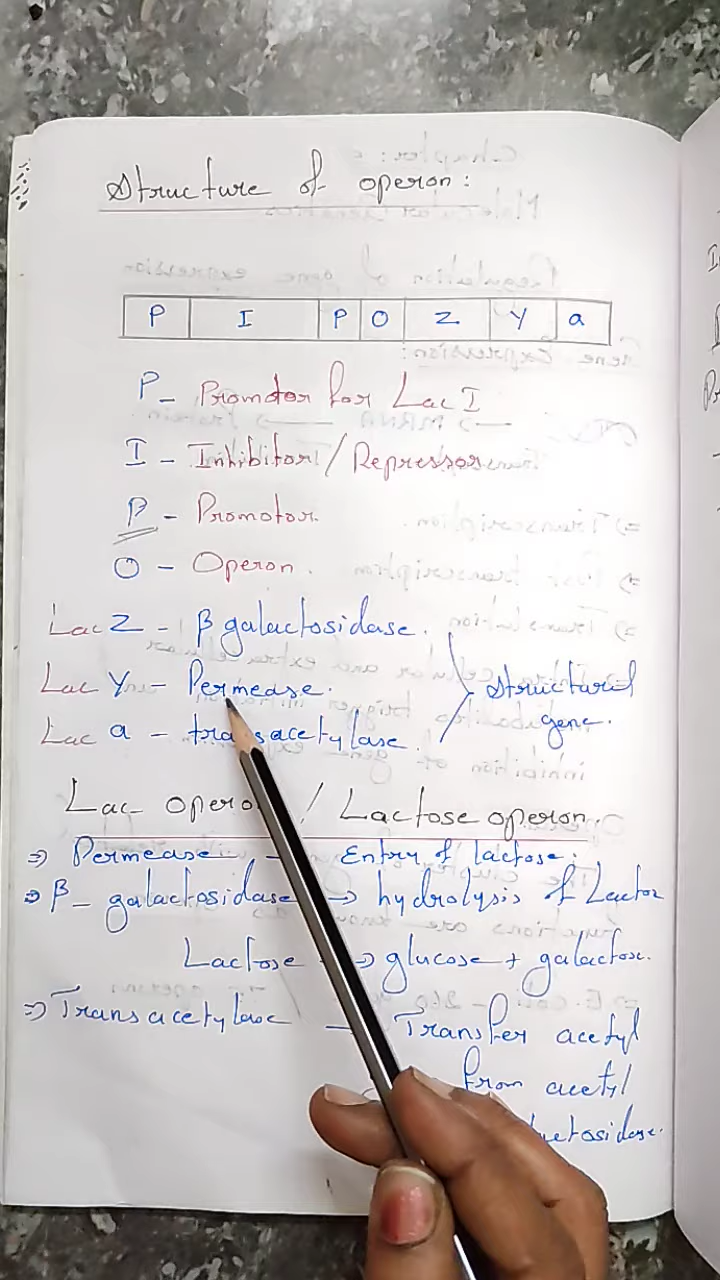 Structure of operon:
P I P O Z Y a
P - Promotor for Lac I
I - Inhibitor/Repressor
P - Promotor.
O - Operon.
Lac Z - β galactosidase.
Lac Y - Permease.
Structural
gene.
Lac a - transacetylase.
Lac operon / Lactose operon.
⇒ Permease - Entry of lactose:
⇒ β- galactosidase → hydrolysis of Lactor
Lactose ⇒ glucose + galactose.
⇒ Transacetylase - Transfer acetyl
from acetyl